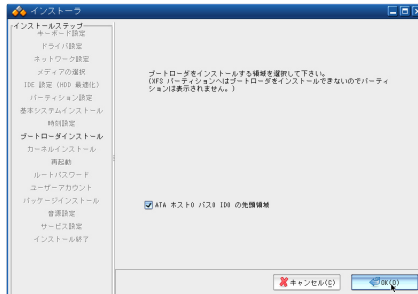 インストーラ
インストールステップ
キーボード設定
ドライバ設定
ネットワーク設定
メディアの選択
IDE 設定 (HDD 最適化)
パーティション設定
基本システムインストール
時刻設定
ブートローダインストール
カーネルインストール
再起動
ルートパスワード
ユーザーアカウント
パッケージインストール
音源設定
サービス設定
インストール終了
ブートローダをインストールする領域を選択して下さい。
(XFS パーティションへはブートローダをインストールできないのでパーティ
ションは表示されません。)
ATA ホスト0 バス0 ID0 の先頭領域
キャンセル(C)
OK(O)